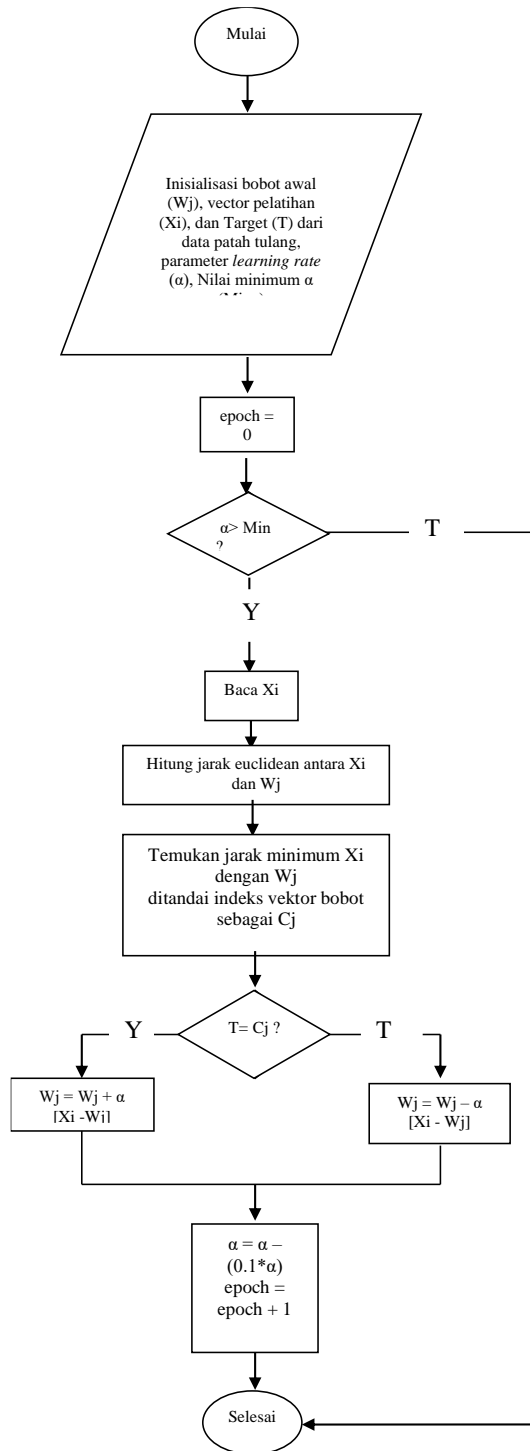 Mulai
Inisialisasi bobot awal
(Wj), vector pelatihan
(Xi), dan Target (T) dari
data patah tulang,
parameter learning rate
(α), Nilai minimum α
epoch =
0
α> Min
?
T
Y
Baca Xi
Hitung jarak euclidean antara Xi
dan Wj
Temukan jarak minimum Xi
dengan Wj
ditandai indeks vektor bobot
sebagai Cj
T= Cj ?
Y
T
Wj = Wj + α
[Xi -Wj]
Wj = Wj – α
[Xi - Wj]
α = α –
(0.1*α)
epoch =
epoch + 1
Selesai